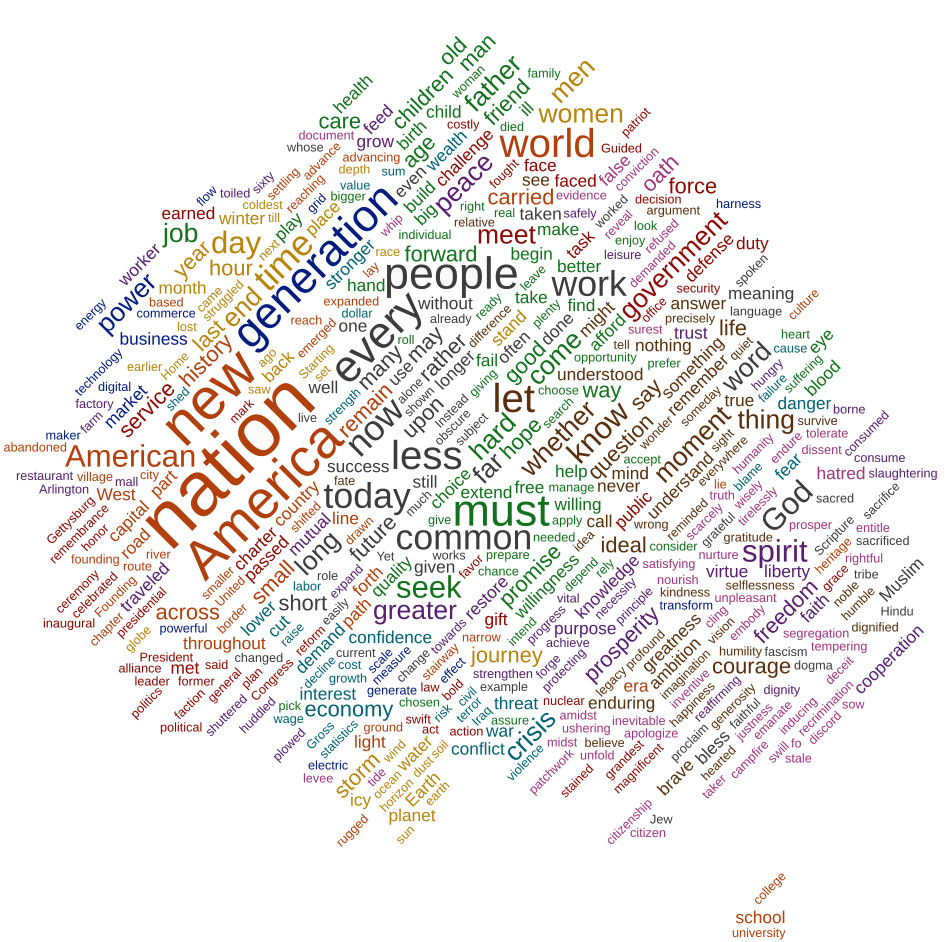 old
man
woman
family
men
health
children
father
friend
ill
care
feed
child
costly
died
women
patriot
document
grow
birth
age
wealth
challenge
world
Guided
whose
advance
advancing
depth
sum
even
peace
fought
face
false
conviction
oath
flow
toiled
sixty
settling
reaching
value
bigger
build
big
see
faced
evidence
force
coldest
grid
whip
right
real
carried
taken
safely
worked
decision
argument
harness
earned
winter
till
play
place
individual
relative
meet
make
reveal
look
refused
government
job
day
next
time
generation
race
stronger
forward
begin
task
enjoy
leisure
demanded
defense
duty
worker
year
hour
struggled
lay
hand
people
leave
better
work
office
security
spoken
power
month
came
end
last
expanded
without
take
find
might
answer
meaning
energy
based
commerce
lost
dollar
already
ready
plenty
afford
precisely
language
culture
business
history
ago
emerged
reach
one
every
difference
stand
done
surest
trust
life
heart
technology
earlier
Home
back
Starting
set
roll
may
rather
often
good
come
opportunity
tell
nothing
quiet
cause
eye
digital
market
service
shed
new
saw
well
many
use
alone
longer
fail
understood
prefer
something
word
hungry
failure
suffering
blood
factory
farm
mark
live
strength
remain
now
shown
Instead
giving
let
choose
way
say
remember
someday
true
danger
borne
maker
nation
upon
obscure
subject
hard
hope
search
whether
know
wonder
moment
thing
survive
abandoned
American
America
success
less
far
accept
question
everywhere
sight
humanity
endure
tolerate
dissent
consumed
restaurant
village
mall
city
part
fate
still
choice
help
mind
understand
lie
blame
fear
consume
Arlington
West
country
today
much
extend
free
manage
never
public
truth
wisely
tirelessly
hatred
slaughtering
Gettysburg
remembrance
honor
capital
road
shifted
charter
mutual
line
drawn
future
give
must
apply
willing
call
wrong
reminded
scarcely
grateful
God
sacred
sacrifice
founding
river
route
passed
long
Yet
common
needed
idea
ideal
consider
gratitude
prosper
Scripture
entitle
sacrificed
ceremony
celebrated
Founding
traveled
smaller
United
small
labor
role
given
works
favor
prepare
chance
promise
depend
rely
satisfying
nurture
spirit
heritage
rightful
inaugural
chapter
presidential
across
border
lower
short
expand
forth
quality
seek
restore
willingness
knowledge
nourish
kindness
virtue
liberty
grace
tribe
Muslim
globe
powerful
cut
raise
easily
path
greater
gift
intend
progress
vital
necessity
principle
transform
selflessness
unpleasant
freedom
faith
noble
humble
Hindu
throughout
reform
demand
confidence
towards
narrow
purpose
prosperity
cling
embody
vision
segregation
dignified
President
alliance
met
said
changed
current
decline
cost
scale
measure
change
stairway
journey
achieve
forge
profound
greatness
humility
fascism
tempering
cooperation
leader
former
plan
general
Congress
growth
effect
strengthen
protecting
legacy
ambition
imagination
courage
dogma
deceit
politics
faction
shuttered
huddled
pick
interest
generate
law
bold
example
nuclear
era
enduring
inventive
happiness
reaffirming
dignity
recrimination
sow
political
wage
economy
chosen
risk
civil
terror
threat
crisis
amidst
inevitable
apologize
generosity
faithful
inducing
discord
plowed
Gross
statistics
ground
swift
act
action
Iraq
assure
war
ushering
proclaim
justness
emanate
light
conflict
midst
believe
bless
hearted
campfire
swill
fo
stale
electric
levee
storm
wind
water
dust
soil
violence
patchwork
unfold
grandest
magnificent
brave
taker
icy
tide
ocean
horizon
Earth
earth
stained
rugged
planet
sun
citizenship
Jew
citizen
college
school
university